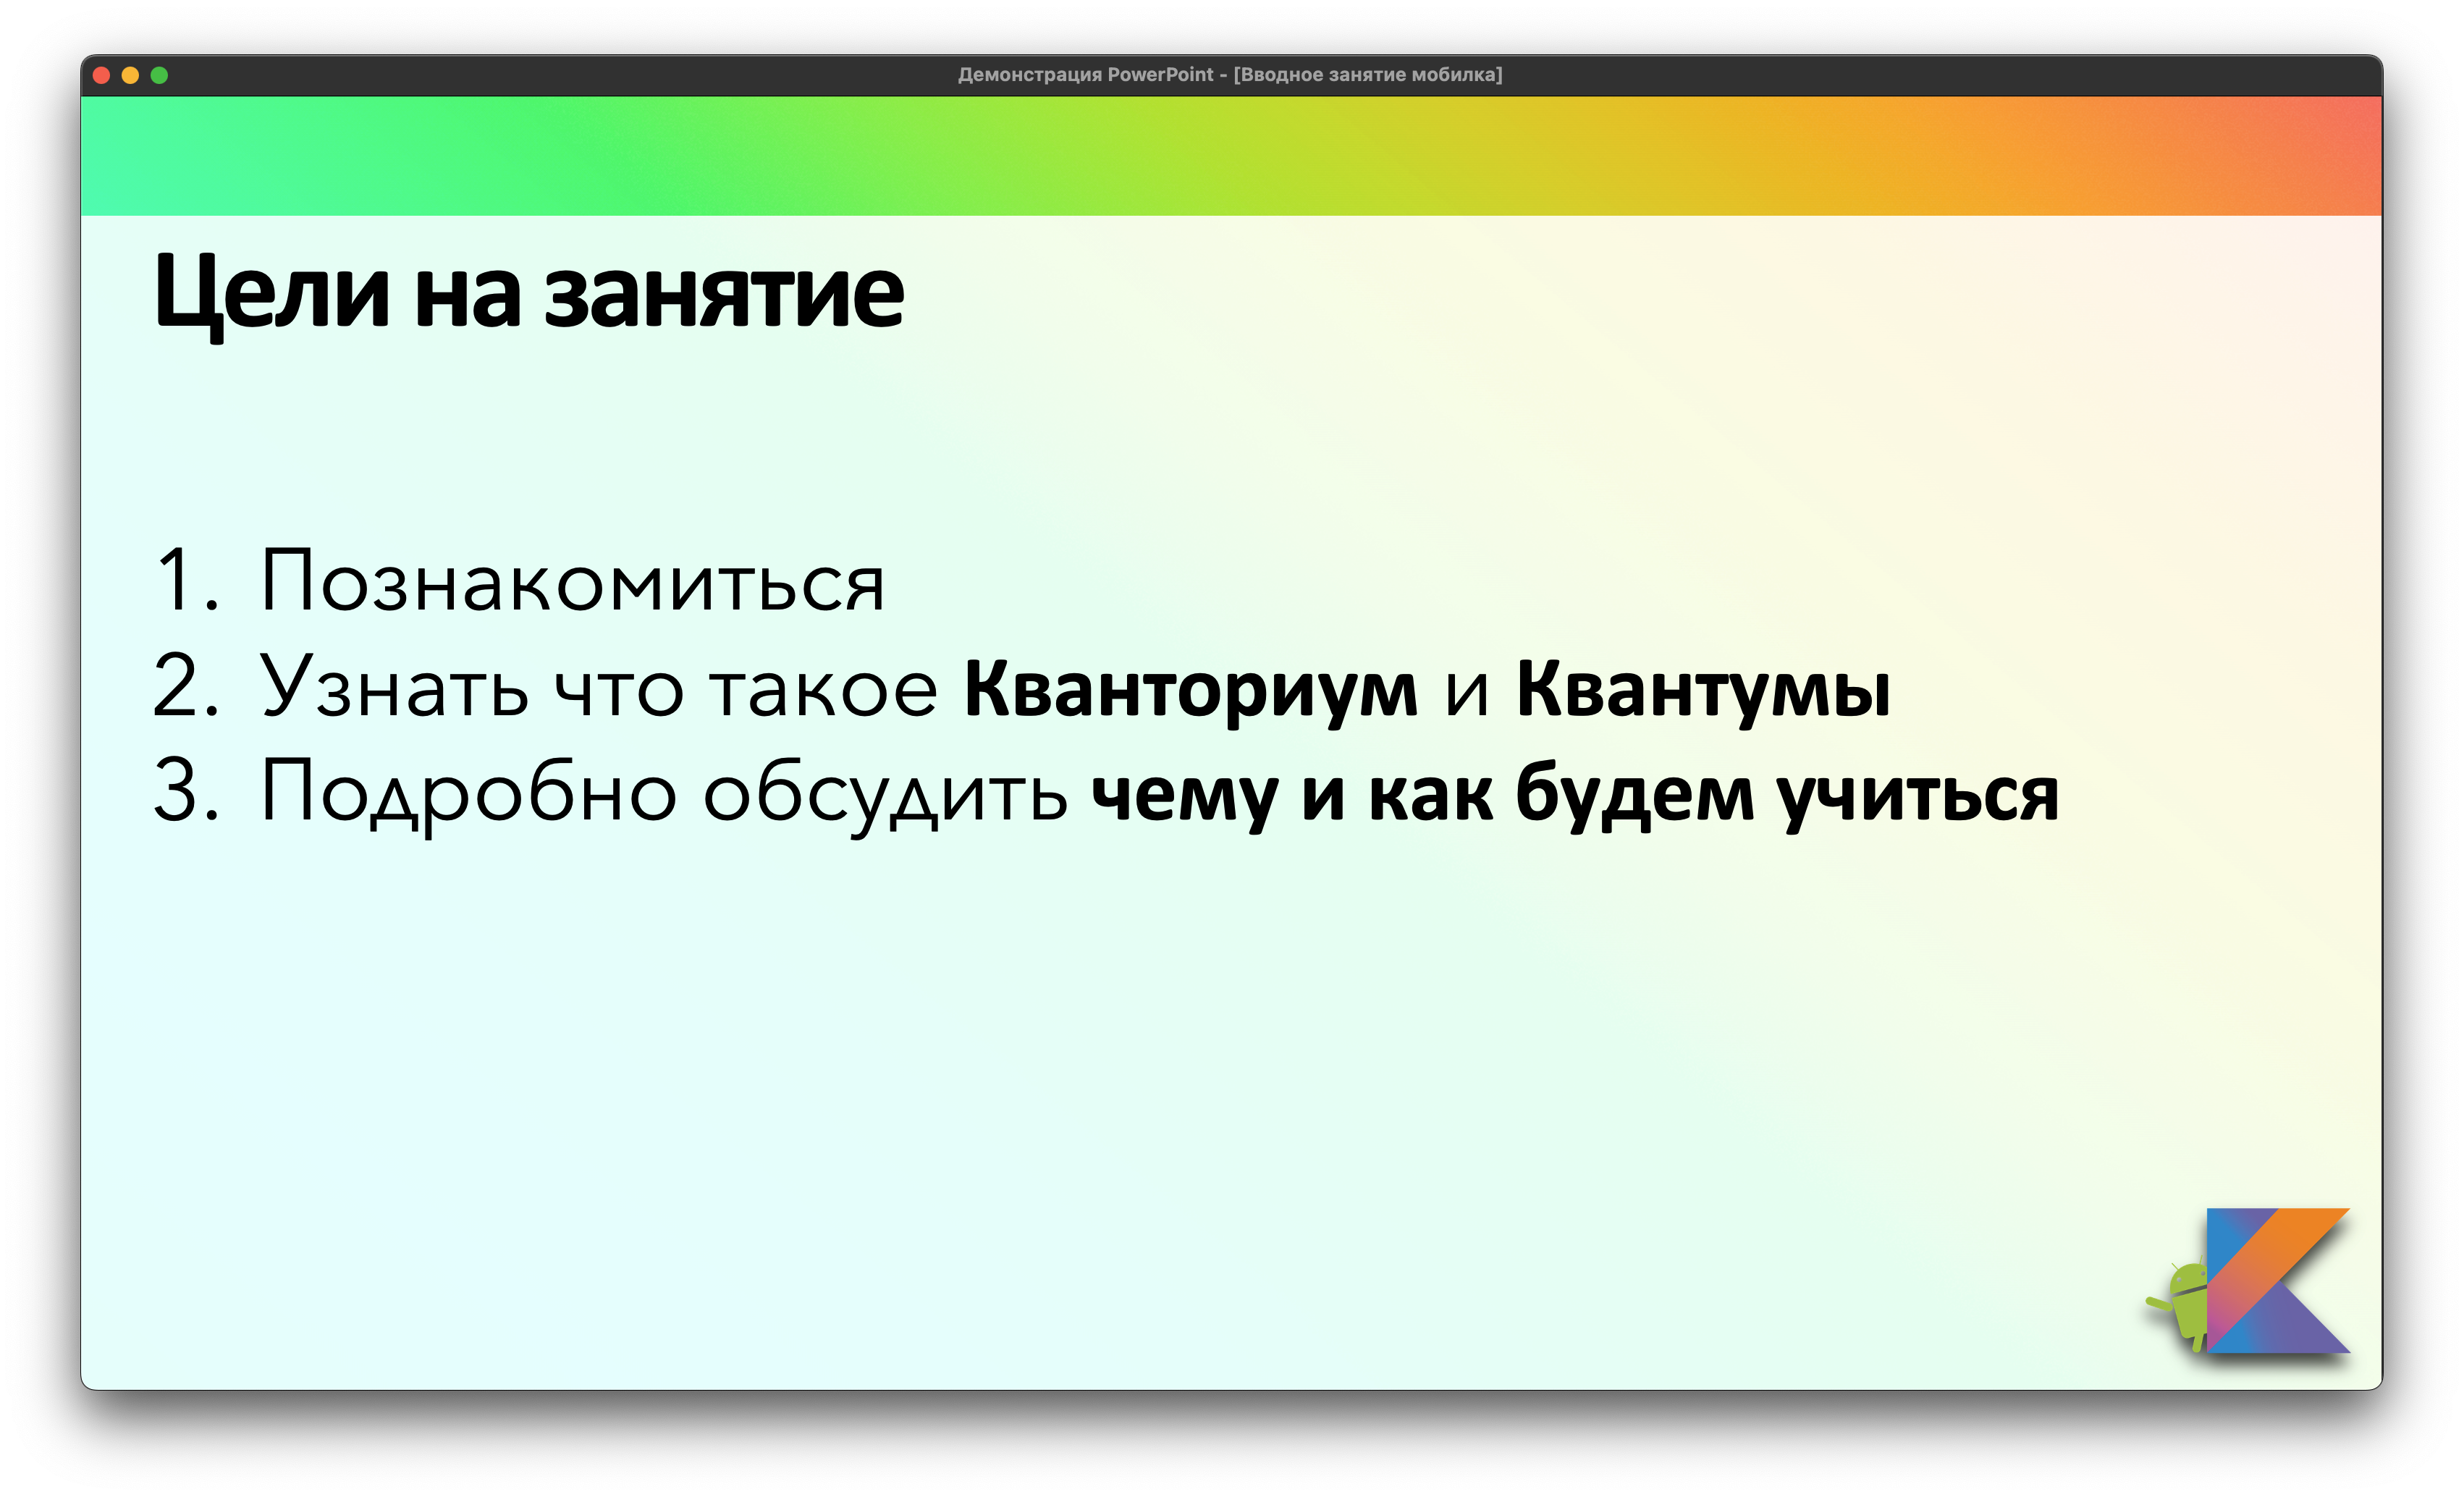 Демонстрация PowerPoint - [Вводное занятие мобилка]
Цели на занятие
1. Познакомиться
2. Узнать что такое Кванториум и Квантумы
3. Подробно обсудить чему и как будем учиться